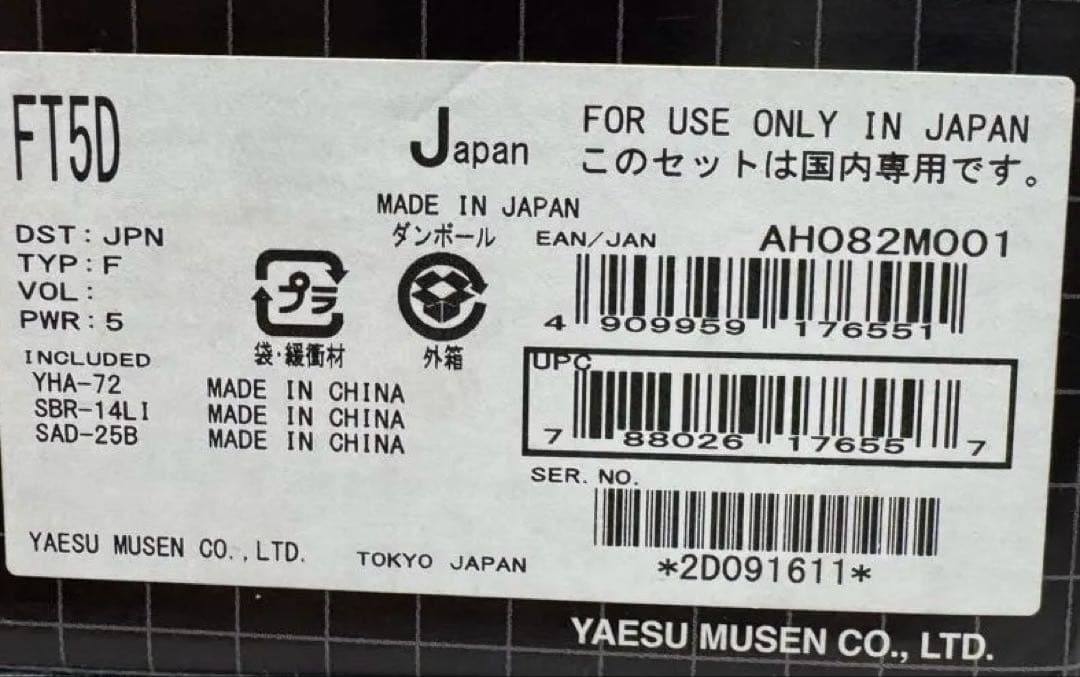 FT5D
Japan
FOR USE ONLY IN JAPAN
このセットは国内専用です。
MADE IN JAPAN
DST : JPN
TYP : F
VOL :
PWR : 5
プラ
袋・緩衝材
ダンボール
外箱
EAN/JAN
AH082M001
4 909959 176551
UPC
7 88026 17655 7
INCLUDED
YHA-72 MADE IN CHINA
SBR-14LI MADE IN CHINA
SAD-25B MADE IN CHINA
SER. NO.
*2D091611*
YAESU MUSEN CO.,LTD.
TOKYO JAPAN
YAESU MUSEN CO., LTD.